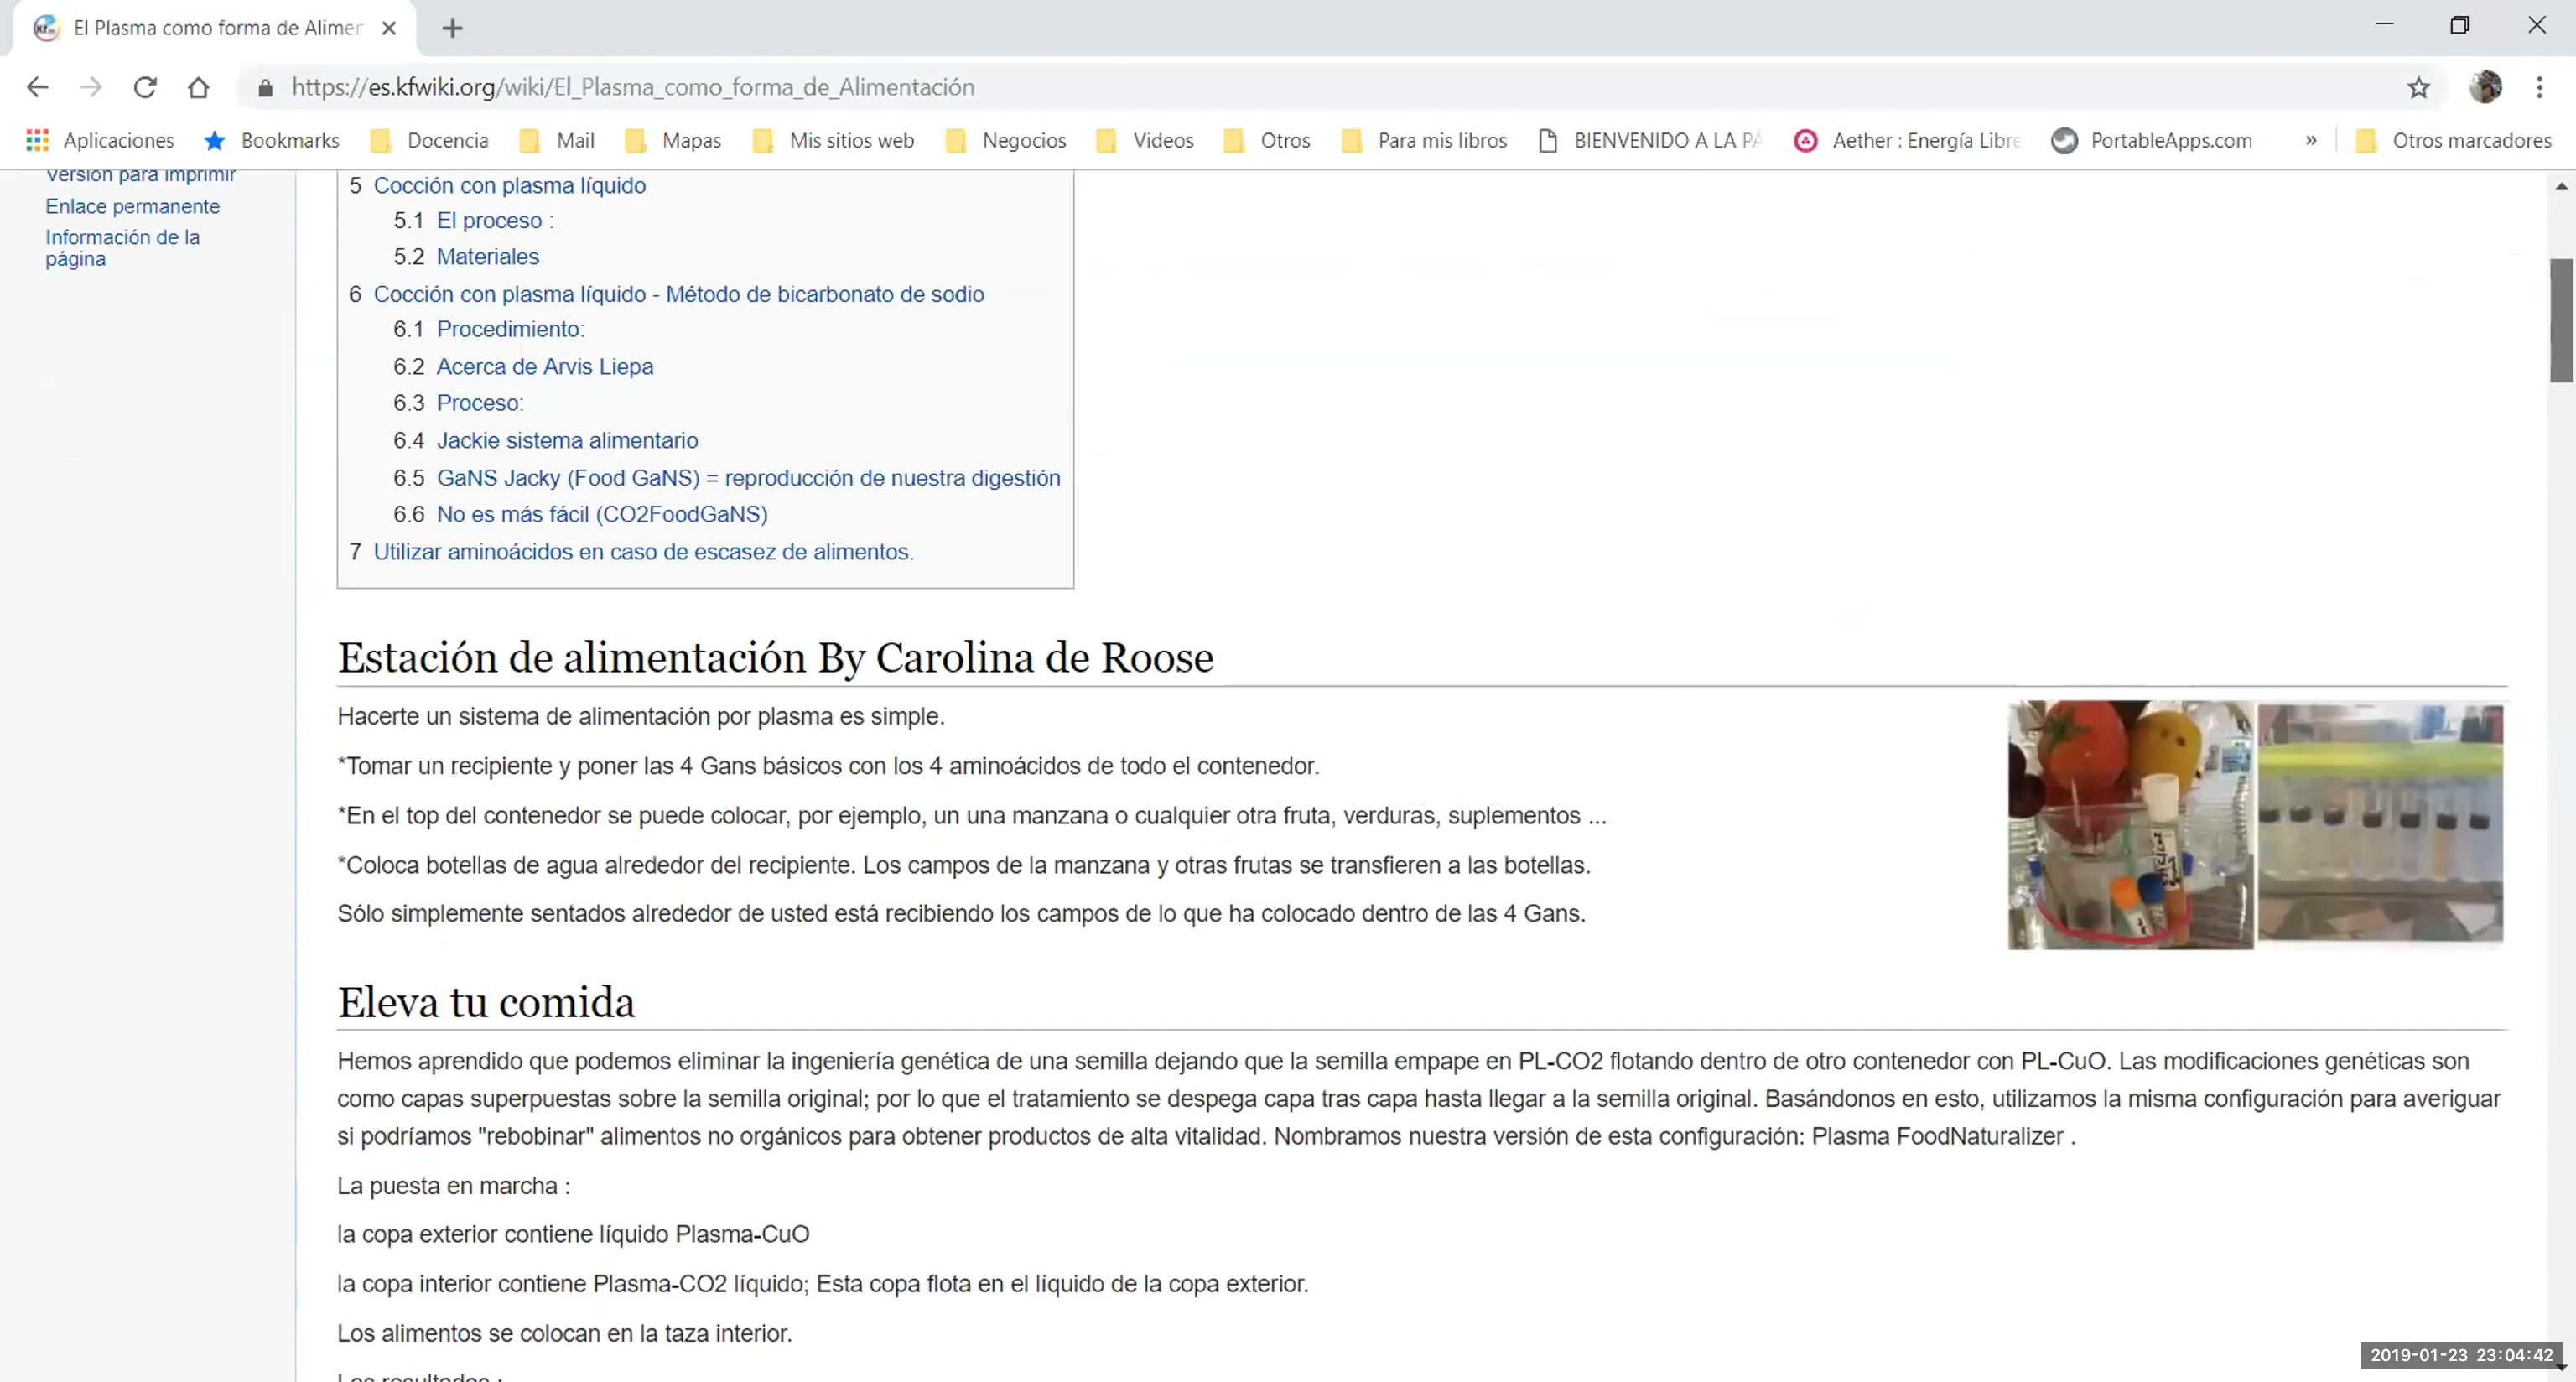 El Plasma como forma de Alimen
https://es.kfwiki.org/wiki/El_Plasma_como_forma_de_Alimentación
Aplicaciones Bookmarks Docencia Mail Mapas Mis sitios web Negocios Videos Otros Para mis libros BIENVENIDO A LA PÁ Aether : Energía Libre PortableApps.com » Otros marcadores
Versión para imprimir
Enlace permanente
Información de la
página
5 Cocción con plasma líquido
5.1 El proceso :
5.2 Materiales
6 Cocción con plasma líquido - Método de bicarbonato de sodio
6.1 Procedimiento:
6.2 Acerca de Arvis Liepa
6.3 Proceso:
6.4 Jackie sistema alimentario
6.5 GaNS Jacky (Food GaNS) = reproducción de nuestra digestión
6.6 No es más fácil (CO2FoodGaNS)
7 Utilizar aminoácidos en caso de escasez de alimentos.
Estación de alimentación By Carolina de Roose
Hacerte un sistema de alimentación por plasma es simple.
*Tomar un recipiente y poner las 4 Gans básicos con los 4 aminoácidos de todo el contenedor.
*En el top del contenedor se puede colocar, por ejemplo, un una manzana o cualquier otra fruta, verduras, suplementos ...
*Coloca botellas de agua alrededor del recipiente. Los campos de la manzana y otras frutas se transfieren a las botellas.
Sólo simplemente sentados alrededor de usted está recibiendo los campos de lo que ha colocado dentro de las 4 Gans.
Eleva tu comida
Hemos aprendido que podemos eliminar la ingeniería genética de una semilla dejando que la semilla empape en PL-CO2 flotando dentro de otro contenedor con PL-CuO. Las modificaciones genéticas son
como capas superpuestas sobre la semilla original; por lo que el tratamiento se despega capa tras capa hasta llegar a la semilla original. Basándonos en esto, utilizamos la misma configuración para averiguar
si podríamos "rebobinar" alimentos no orgánicos para obtener productos de alta vitalidad. Nombramos nuestra versión de esta configuración: Plasma FoodNaturalizer .
La puesta en marcha :
la copa exterior contiene líquido Plasma-CuO
la copa interior contiene Plasma-CO2 líquido; Esta copa flota en el líquido de la copa exterior.
Los alimentos se colocan en la taza interior.
Los resultados :
2019-01-23 23:04:42